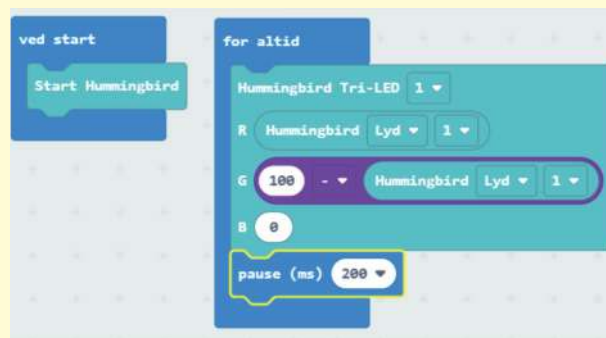 ved start
Start Hummingbird
for altid
Hummingbird Tri-LED 1
R Hummingbird Lyd 1
G 100 - Hummingbird Lyd 1
B 0
pause (ms) 200